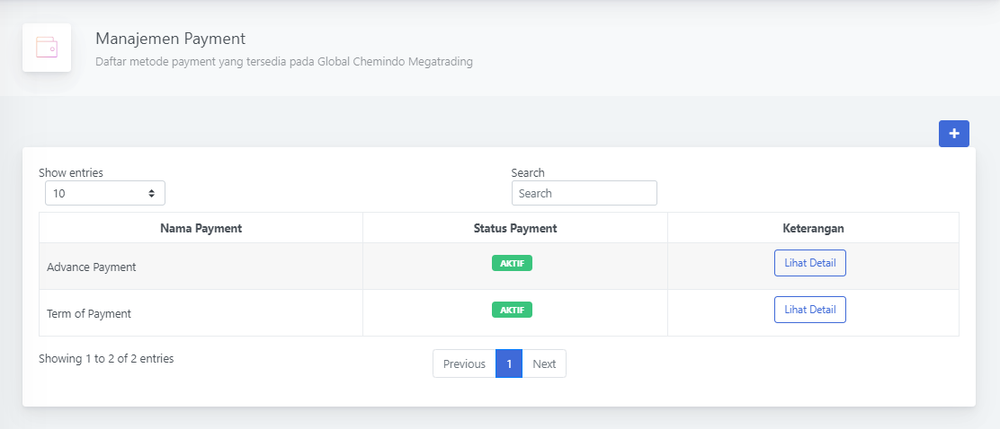 Manajemen Payment
Daftar metode payment yang tersedia pada Global Chemindo Megatrading
Show entries
10
Search
Search
Nama Payment Status Payment Keterangan
Advance Payment AKTIF Lihat Detail
Term of Payment AKTIF Lihat Detail
Showing 1 to 2 of 2 entries
Previous 1 Next